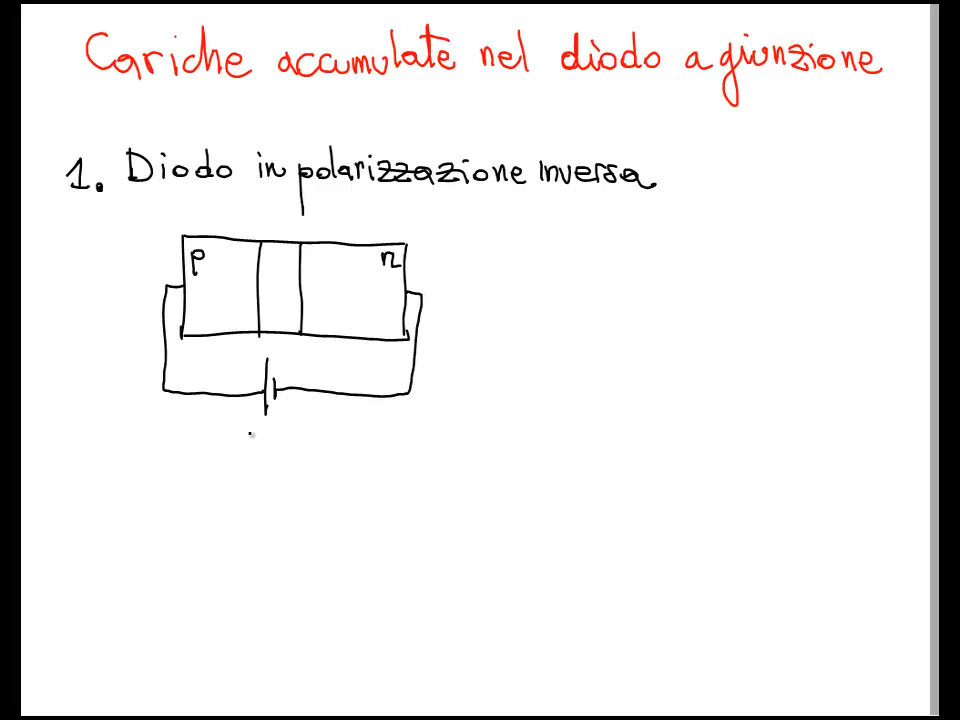 Cariche accumulate nel diodo a giunzione
1. Diodo in polarizzazione inversa
p n